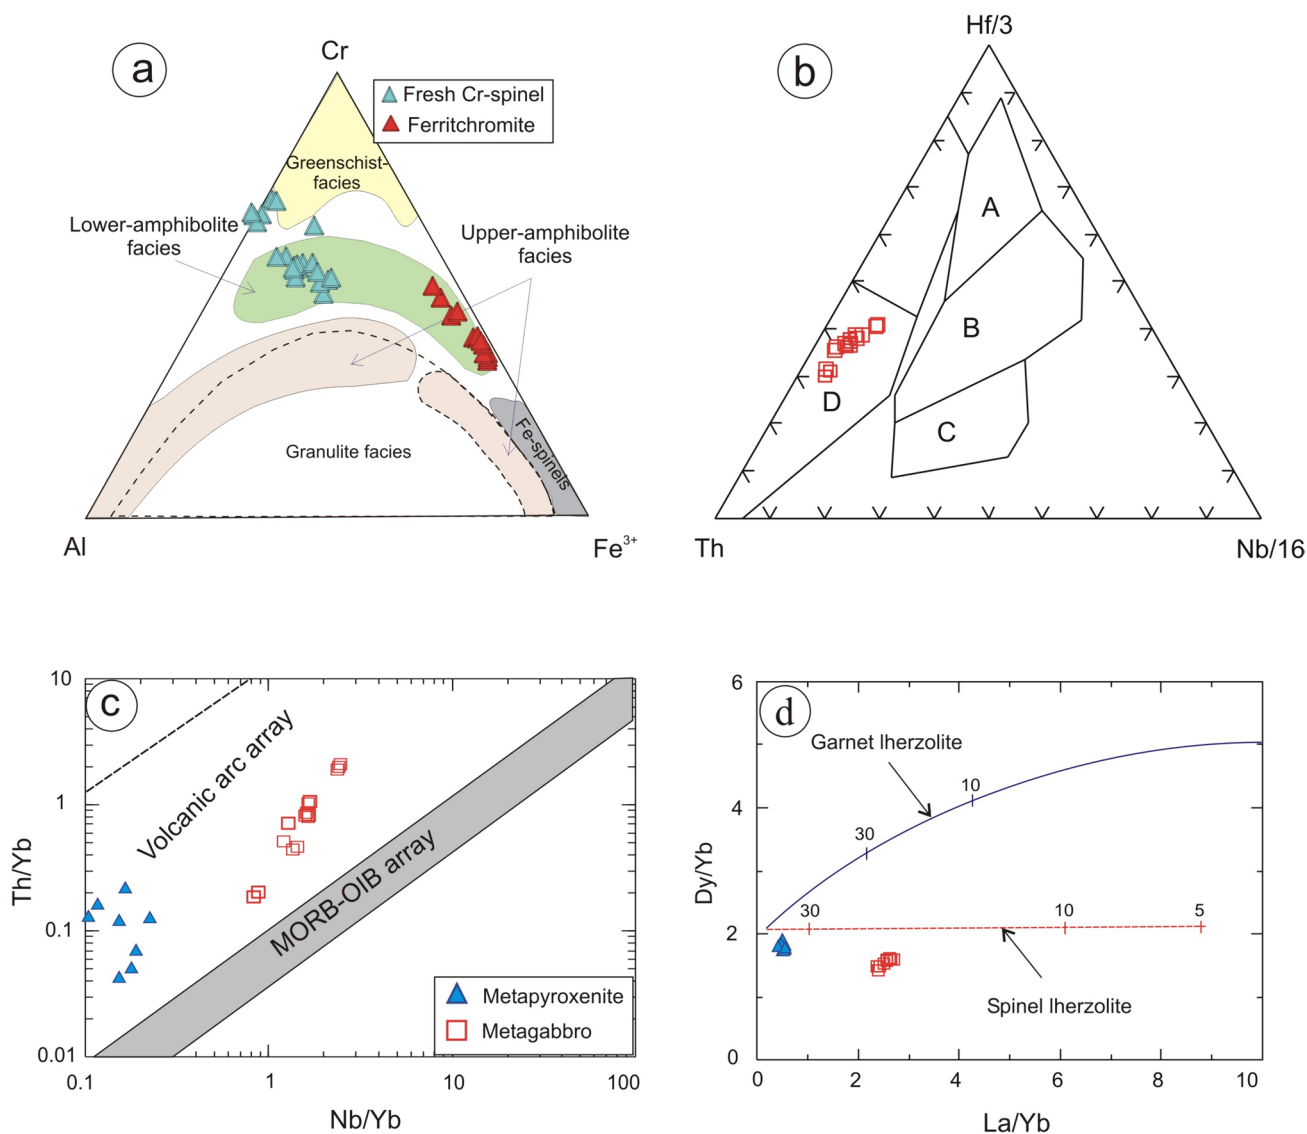 a
Cr
Fresh Cr-spinel
Ferritchromite
Greenschist-
facies
Lower-amphibolite
facies
Upper-amphibolite
facies
Granulite facies
Fe-spinels
Al
Fe³⁺
b
Hf/3
A
B
C
D
Th
Nb/16
c
10
1
0.1
0.01
Th/Yb
Volcanic arc array
MORB-OIB array
Metapyroxenite
Metagabbro
0.1
1
10
100
Nb/Yb
d
6
4
2
0
Dy/Yb
Garnet lherzolite
10
30
30
10
5
Spinel lherzolite
0
2
4
6
8
10
La/Yb